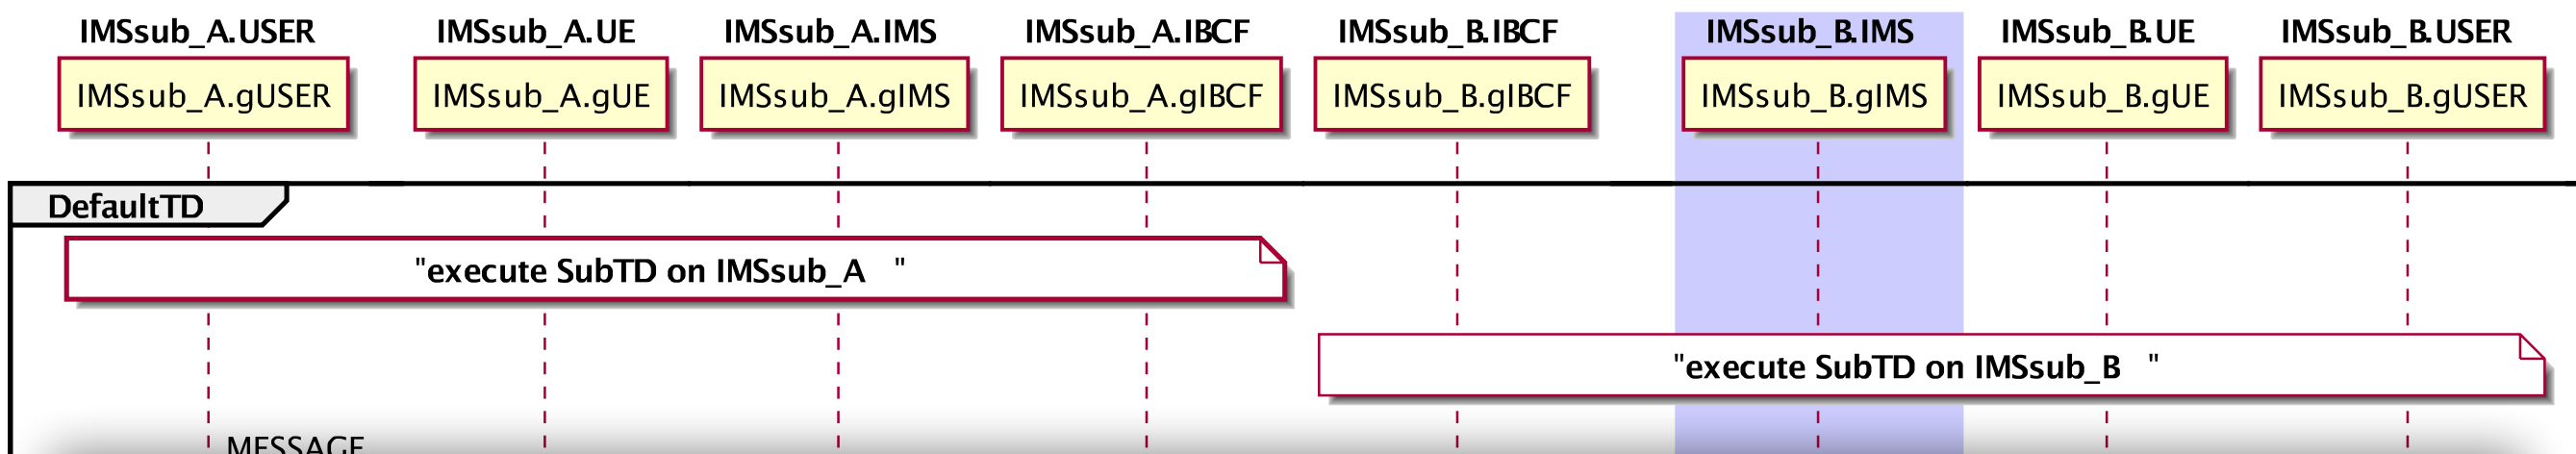 IMSsub_A.USER IMSsub_A.UE IMSsub_A.IMS IMSsub_A.IBCF IMSsub_B.IBCF IMSsub_B.IMS IMSsub_B.UE IMSsub_B.USER
IMSsub_A.gUSER IMSsub_A.gUE IMSsub_A.gIMS IMSsub_A.gIBCF IMSsub_B.gIBCF IMSsub_B.gIMS IMSsub_B.gUE IMSsub_B.gUSER
DefaultTD
"execute SubTD on IMSsub_A "
"execute SubTD on IMSsub_B "
MESSAGE